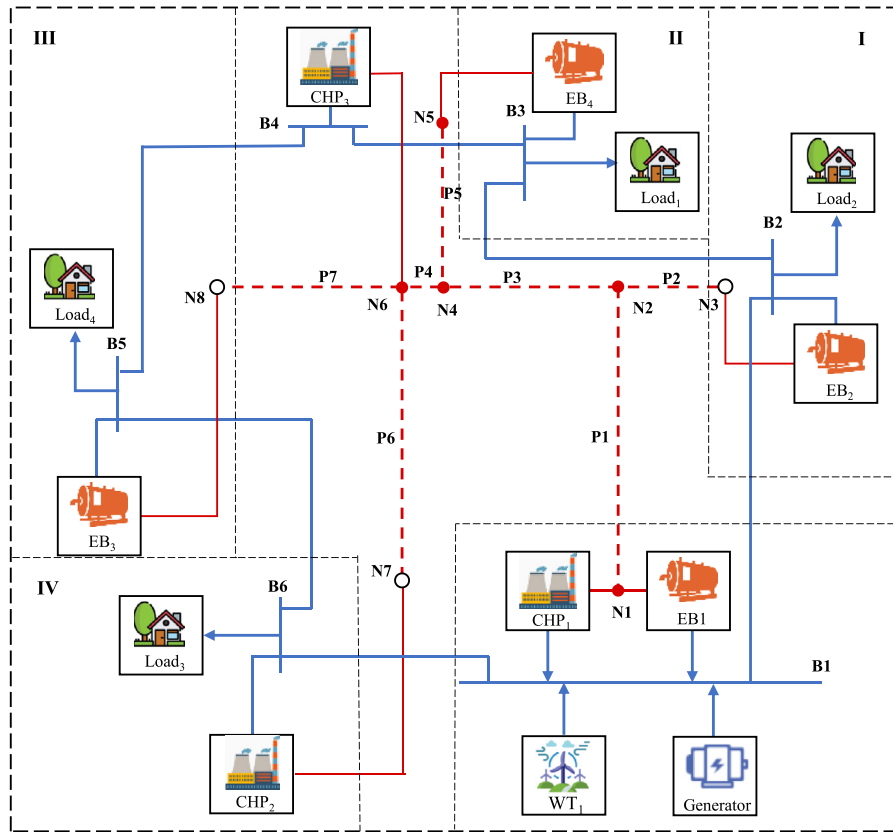 III
II
I
CHP₃
EB₄
B4
N5
B3
Load₁
Load₂
P5
B2
N8
P7
P4
P3
P2
N6
N4
N2
N3
Load₄
B5
EB₂
P6
P1
EB₃
IV
N7
B6
CHP₁
N1
EB1
Load₃
B1
CHP₂
WT₁
Generator